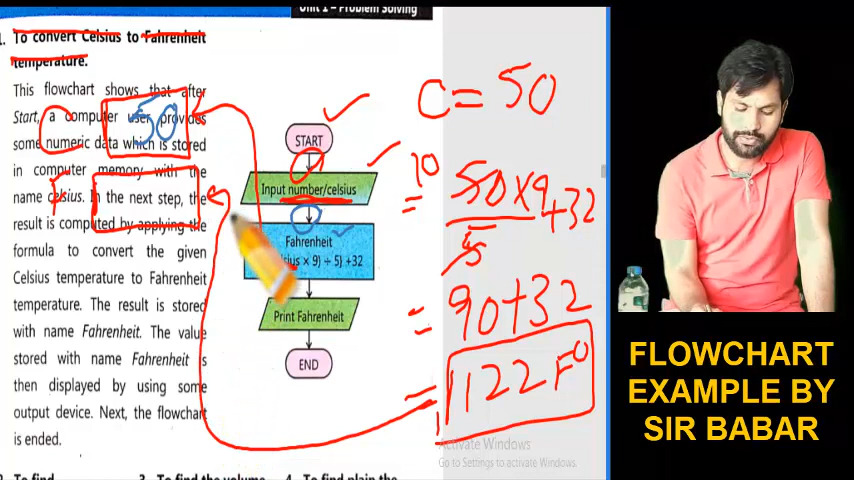 Unit 1 – Problem Solving
1. To convert Celsius to Fahrenheit
temperature.
This flowchart shows that after
Start, a computer user provides
some numeric data which is stored
in computer memory with the
name celsius. In the next step, the
result is computed by applying the
formula to convert the given
Celsius temperature to Fahrenheit
temperature. The result is stored
with name Fahrenheit. The value
stored with name Fahrenheit is
then displayed by using some
output device. Next, the flowchart
is ended.
C 50
F
START
Input number/celsius
Fahrenheit
× 9) ÷ 5) +32
Print Fahrenheit
END
C = 50
10
= 50 × 9 + 32
5
= 90 + 32
= 1122 F0
Activate Windows
Go to Settings to activate Windows.
FLOWCHART
EXAMPLE BY
SIR BABAR
2. To find
3. To find the volume
4. To find plain the